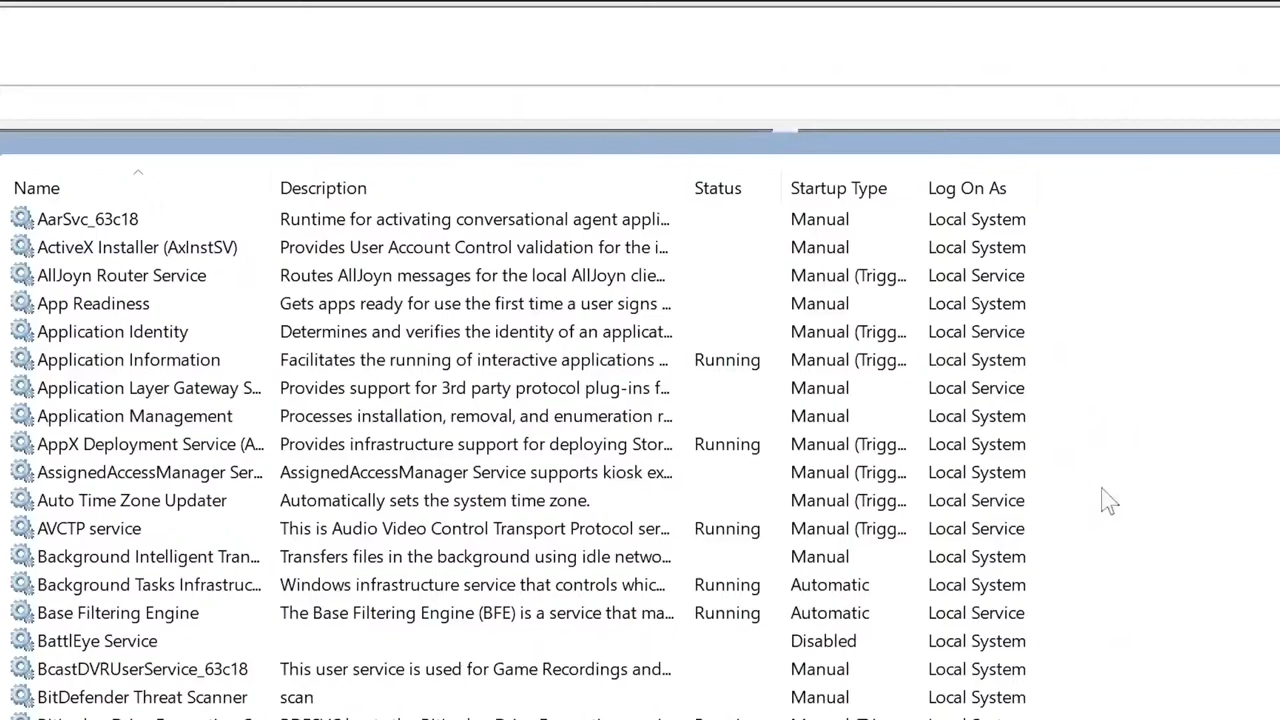 Name Description Status Startup Type Log On As
AarSvc_63c18 Runtime for activating conversational agent appli... Manual Local System
ActiveX Installer (AxInstSV) Provides User Account Control validation for the i... Manual Local System
AllJoyn Router Service Routes AllJoyn messages for the local AllJoyn clie... Manual (Trigg... Local Service
App Readiness Gets apps ready for use the first time a user signs ... Manual Local System
Application Identity Determines and verifies the identity of an applicat... Manual (Trigg... Local Service
Application Information Facilitates the running of interactive applications ... Running Manual (Trigg... Local System
Application Layer Gateway S... Provides support for 3rd party protocol plug-ins f... Manual Local Service
Application Management Processes installation, removal, and enumeration r... Manual Local System
AppX Deployment Service (A... Provides infrastructure support for deploying Stor... Running Manual (Trigg... Local System
AssignedAccessManager Ser... AssignedAccessManager Service supports kiosk ex... Manual (Trigg... Local System
Auto Time Zone Updater Automatically sets the system time zone. Manual (Trigg... Local Service
AVCTP service This is Audio Video Control Transport Protocol ser... Running Manual (Trigg... Local Service
Background Intelligent Tran... Transfers files in the background using idle netwo... Manual Local System
Background Tasks Infrastruc... Windows infrastructure service that controls whic... Running Automatic Local System
Base Filtering Engine The Base Filtering Engine (BFE) is a service that ma... Running Automatic Local Service
BattlEye Service Disabled Local System
BcastDVRUserService_63c18 This user service is used for Game Recordings and... Manual Local System
BitDefender Threat Scanner scan Manual Local System